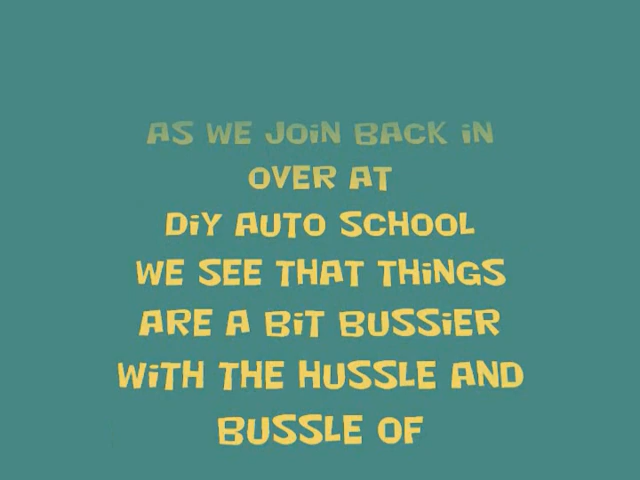 AS WE JOiN BACK iN
OVER AT
DiY AUTO SCHOOL
WE SEE THAT THiNGS
ARE A BiT BUSSiER
WiTH THE HUSSLE AND
BUSSLE OF